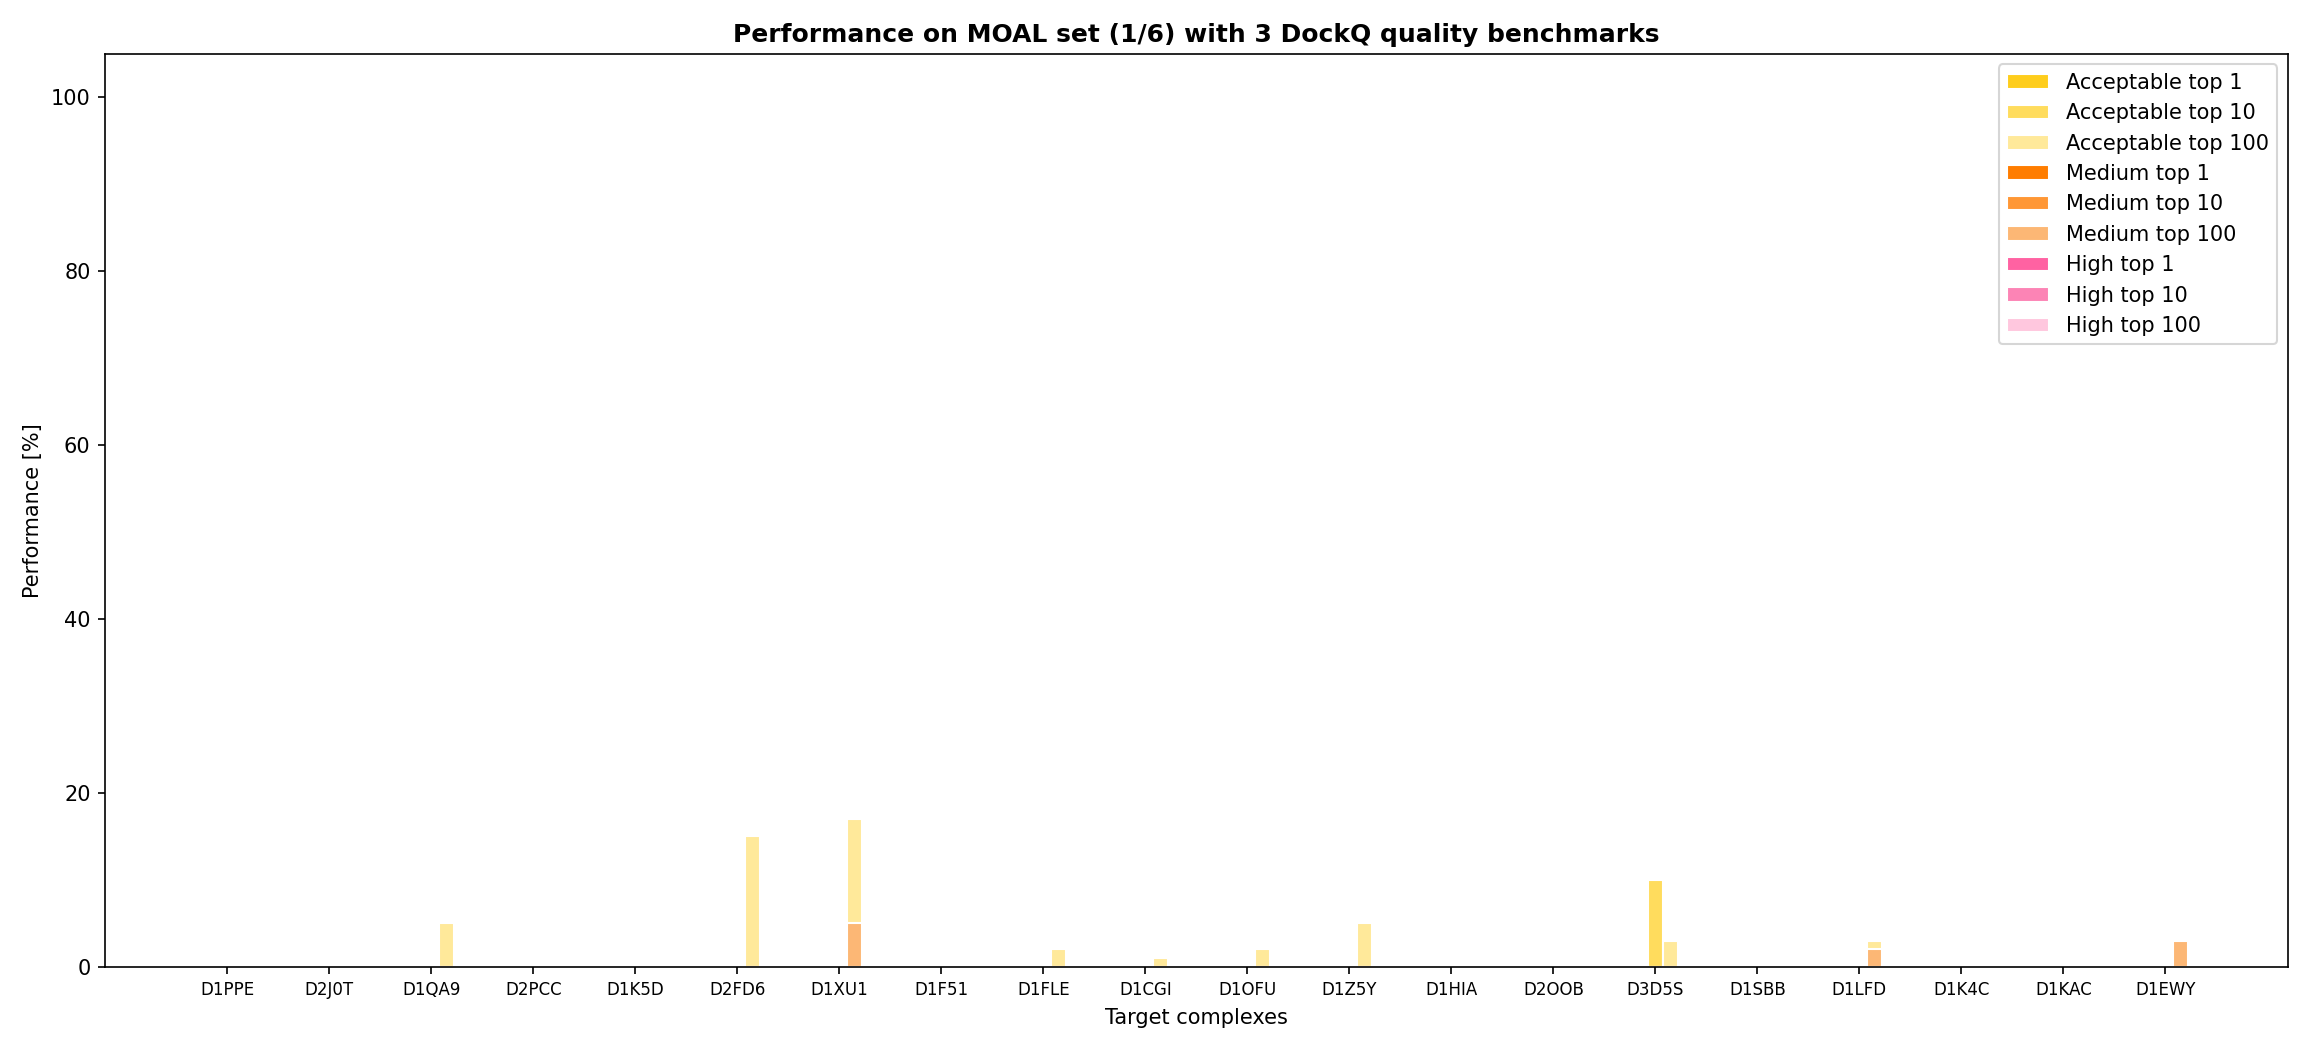 Performance on MOAL set (1/6) with 3 DockQ quality benchmarks
Acceptable top 1
Acceptable top 10
Acceptable top 100
Medium top 1
Medium top 10
Medium top 100
High top 1
High top 10
High top 100
Performance [%]
100
80
60
40
20
0
D1PPE D2J0T D1QA9 D2PCC D1K5D D2FD6 D1XU1 D1F51 D1FLE D1CGI D1OFU D1Z5Y D1HIA D2OOB D3D5S D1SBB D1LFD D1K4C D1KAC D1EWY
Target complexes